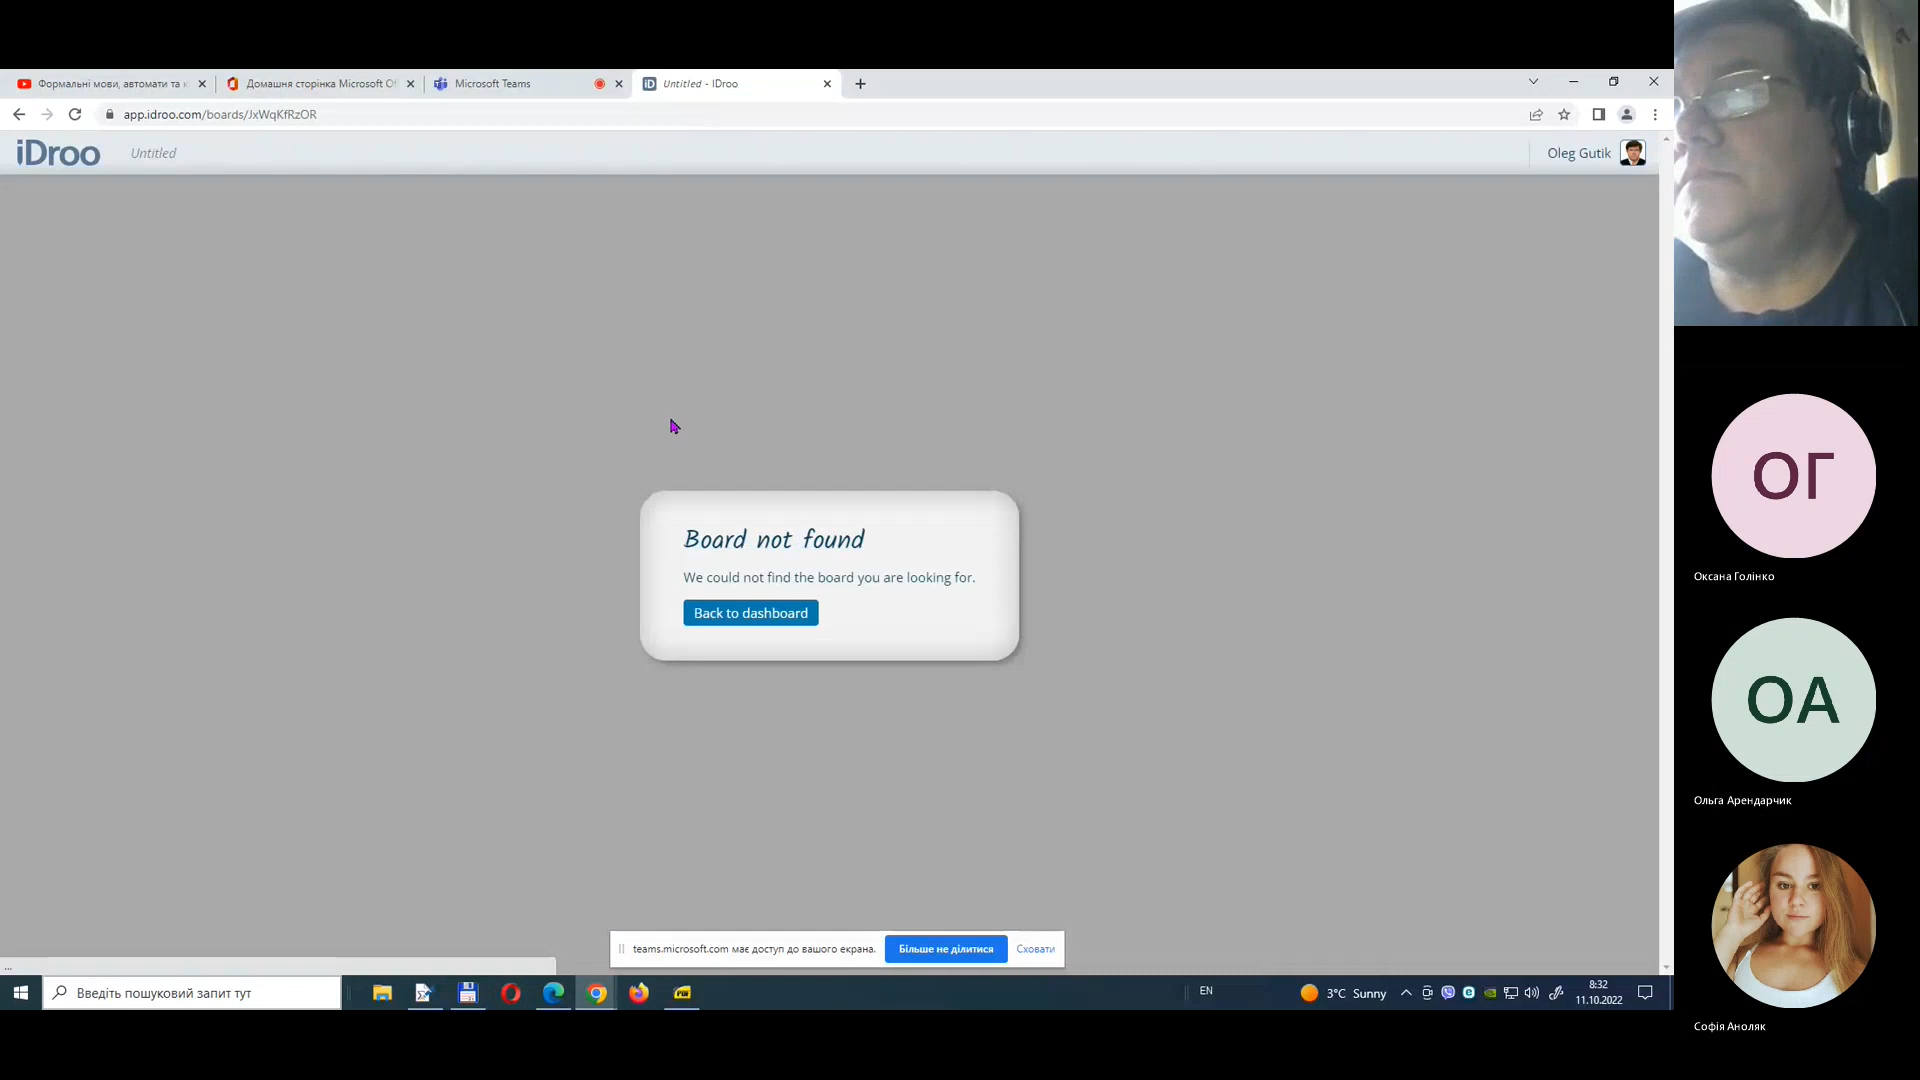 Формальні мови, автомати та к
Домашня сторінка Microsoft Of
Microsoft Teams
Untitled - IDroo
app.idroo.com/boards/JxWqKfRzOR
iDroo
Untitled
Oleg Gutik
Board not found
We could not find the board you are looking for.
Back to dashboard
teams.microsoft.com має доступ до вашого екрана.
Більше не ділитися
Сховати
...
Введіть пошуковий запит тут
EN
3°C Sunny
8:32
11.10.2022
ОГ
Оксана Голінко
ОА
Ольга Арендарчик
Софія Аноляк